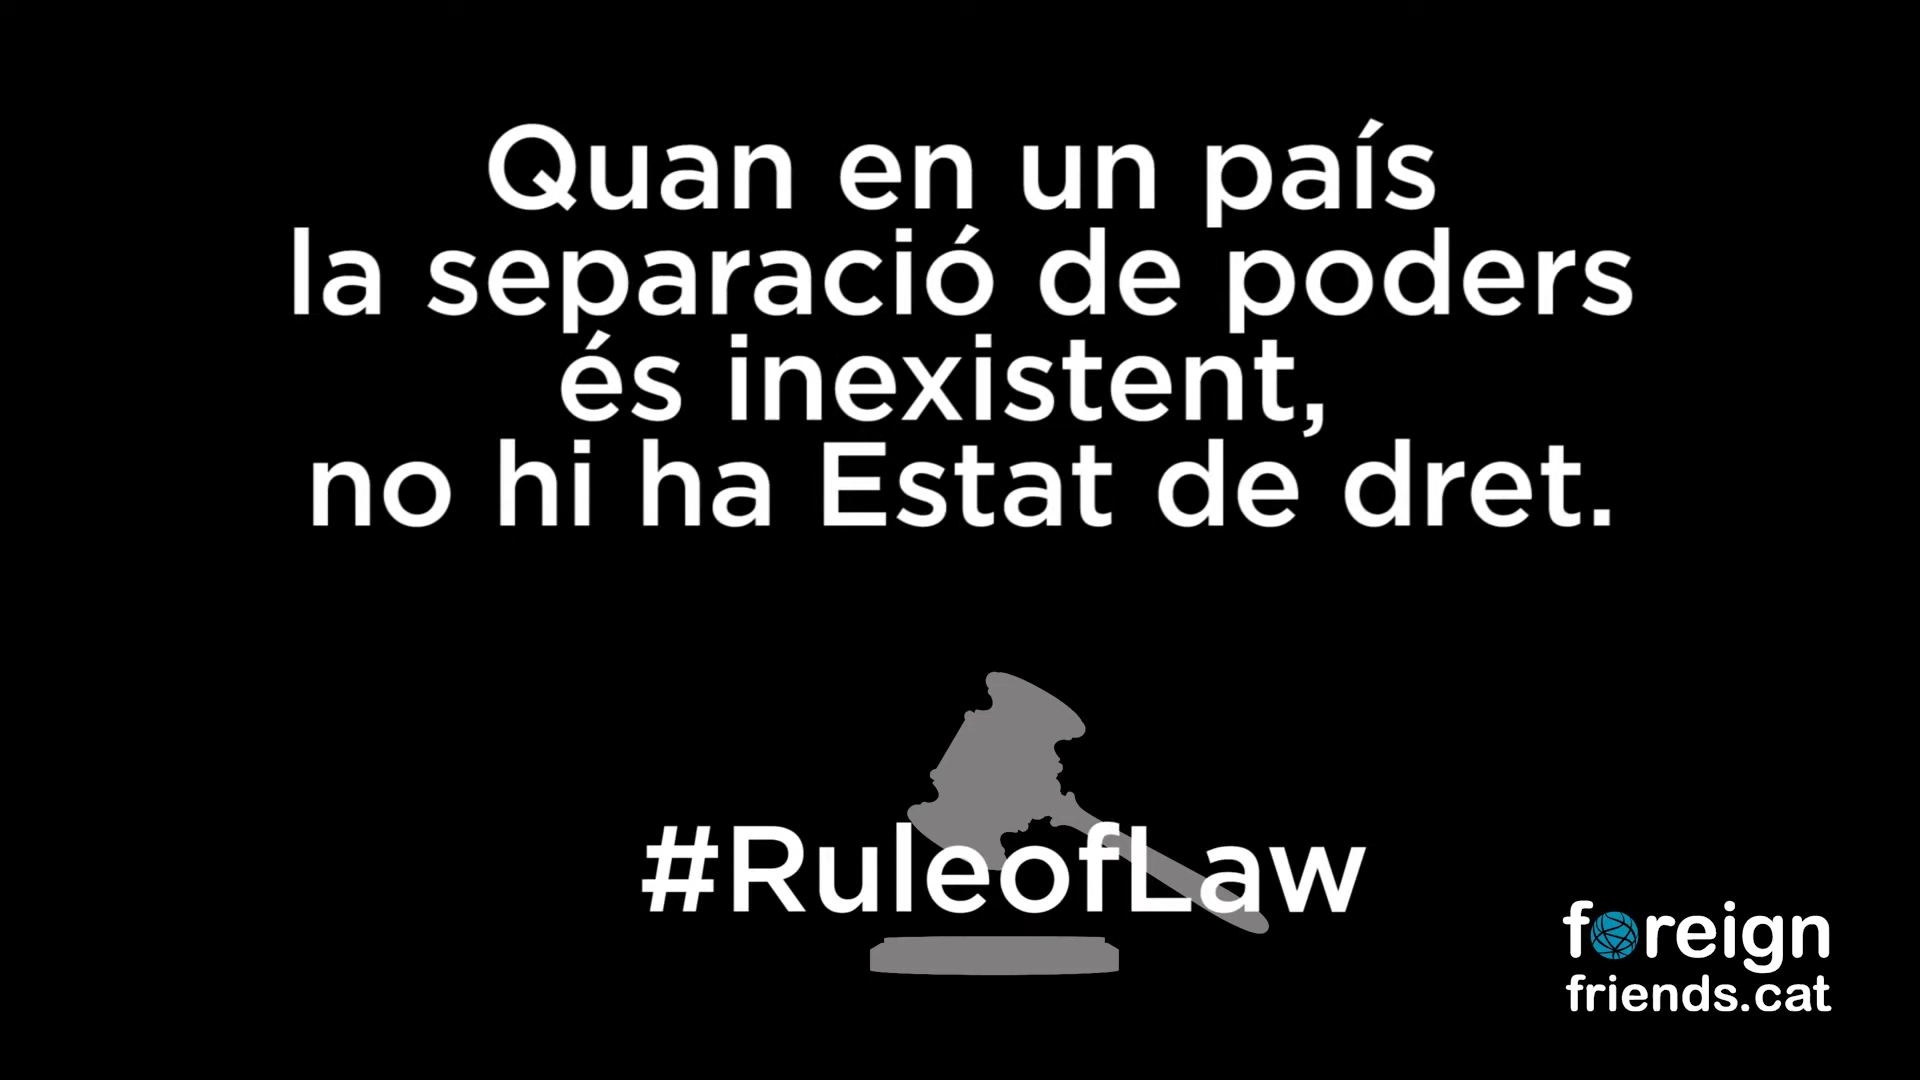 Quan en un país
la separació de poders
és inexistent,
no hi ha Estat de dret.
#RuleofLaw
foreign
friends.cat